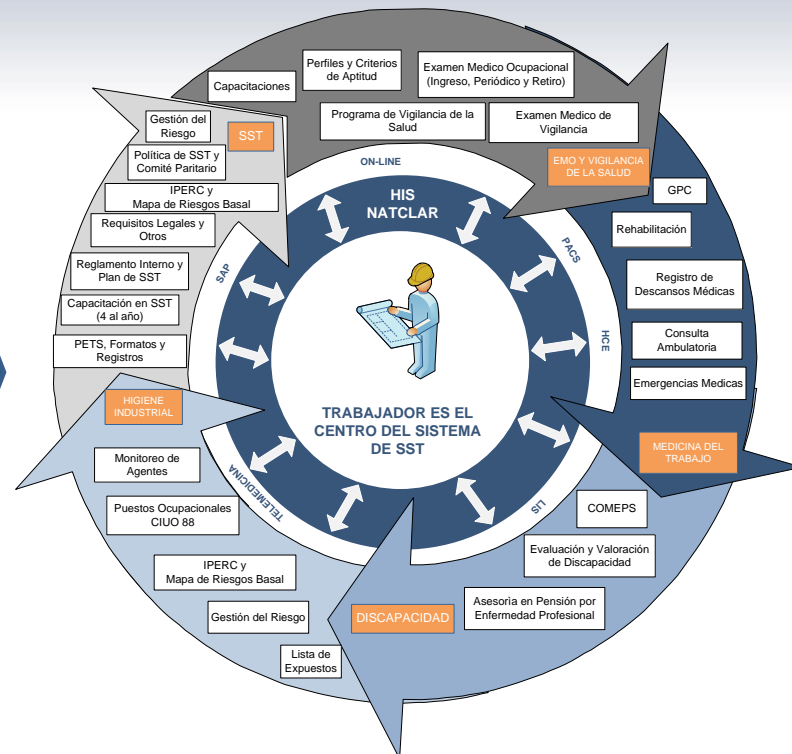 Capacitaciones
Perfiles y Criterios
de Aptitud
Examen Medico Ocupacional
(Ingreso, Periódico y Retiro)
Programa de Vigilancia de la
Salud
Examen Medico de
Vigilancia
EMO Y VIGILANCIA
DE LA SALUD
Gestión del
Riesgo
SST
Política de SST y
Comité Paritario
IPERC y
Mapa de Riesgos Basal
Requisitos Legales y
Otros
Reglamento Interno y
Plan de SST
Capacitación en SST
(4 al año)
PETS, Formatos y
Registros
ON-LINE
HIS
NATCLAR
SAP
PACS
HCE
LIS
TELEMEDICINA
TRABAJADOR ES EL
CENTRO DEL SISTEMA
DE SST
GPC
Rehabilitación
Registro de
Descansos Médicas
Consulta
Ambulatoria
Emergencias Medicas
MEDICINA DEL
TRABAJO
HIGIENE
INDUSTRIAL
Monitoreo de
Agentes
Puestos Ocupacionales
CIUO 88
IPERC y
Mapa de Riesgos Basal
Gestión del Riesgo
Lista de
Expuestos
COMEPS
Evaluación y Valoración
de Discapacidad
Asesorìa en Pensión por
Enfermedad Profesional
DISCAPACIDAD